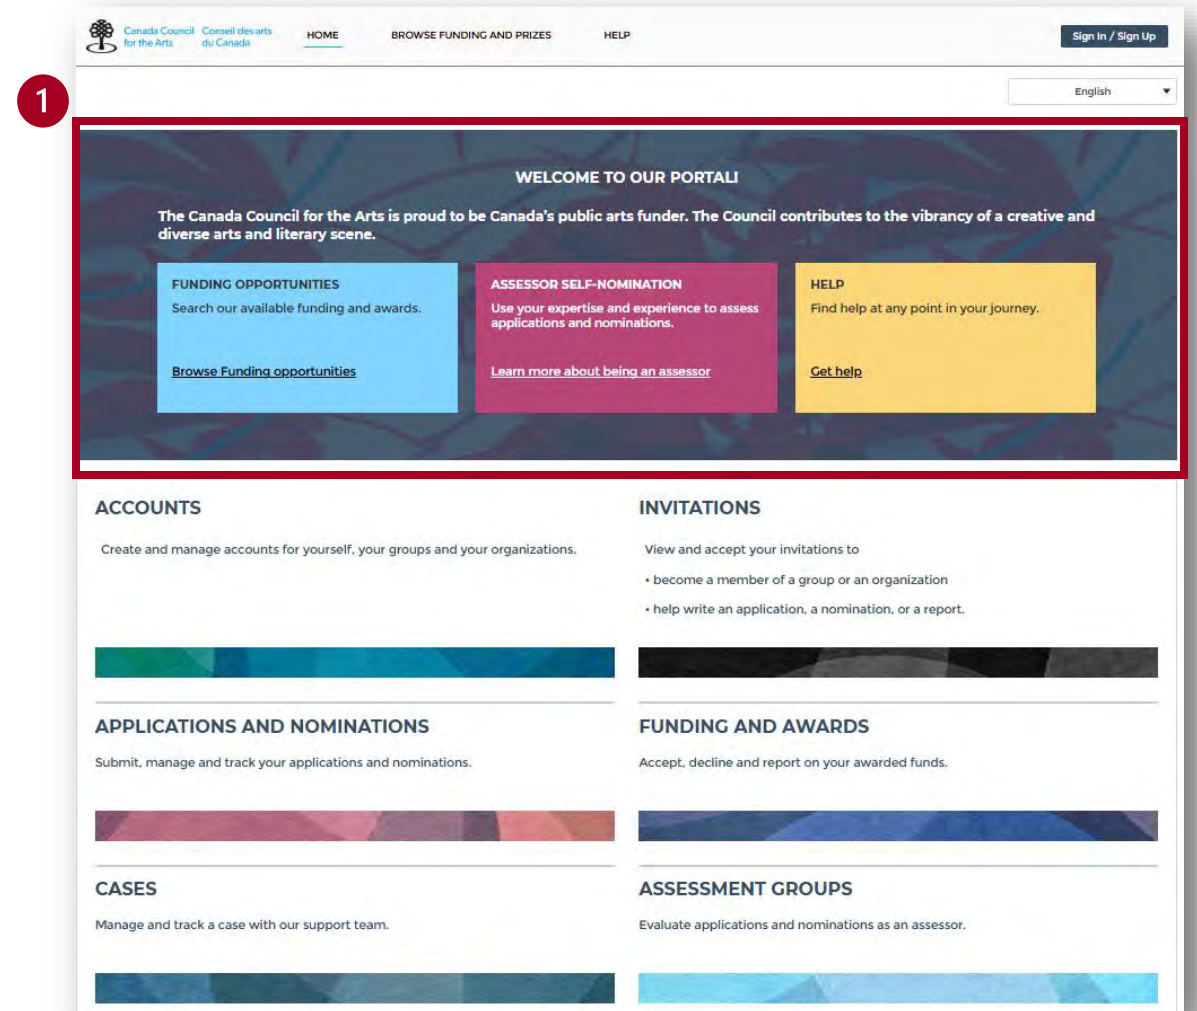 Canada Council Conseil des arts
for the Arts du Canada
HOME
BROWSE FUNDING AND PRIZES
HELP
Sign In / Sign Up
English
1
WELCOME TO OUR PORTAL!
The Canada Council for the Arts is proud to be Canada's public arts funder. The Council contributes to the vibrancy of a creative and
diverse arts and literary scene.
FUNDING OPPORTUNITIES
Search our available funding and awards.
Browse Funding opportunities
ASSESSOR SELF-NOMINATION
Use your expertise and experience to assess
applications and nominations.
Learn more about being an assessor
HELP
Find help at any point in your journey.
Get help
ACCOUNTS
Create and manage accounts for yourself, your groups and your organizations.
INVITATIONS
View and accept your invitations to
• become a member of a group or an organization
• help write an application, a nomination, or a report.
APPLICATIONS AND NOMINATIONS
Submit, manage and track your applications and nominations.
FUNDING AND AWARDS
Accept, decline and report on your awarded funds.
CASES
Manage and track a case with our support team.
ASSESSMENT GROUPS
Evaluate applications and nominations as an assessor.